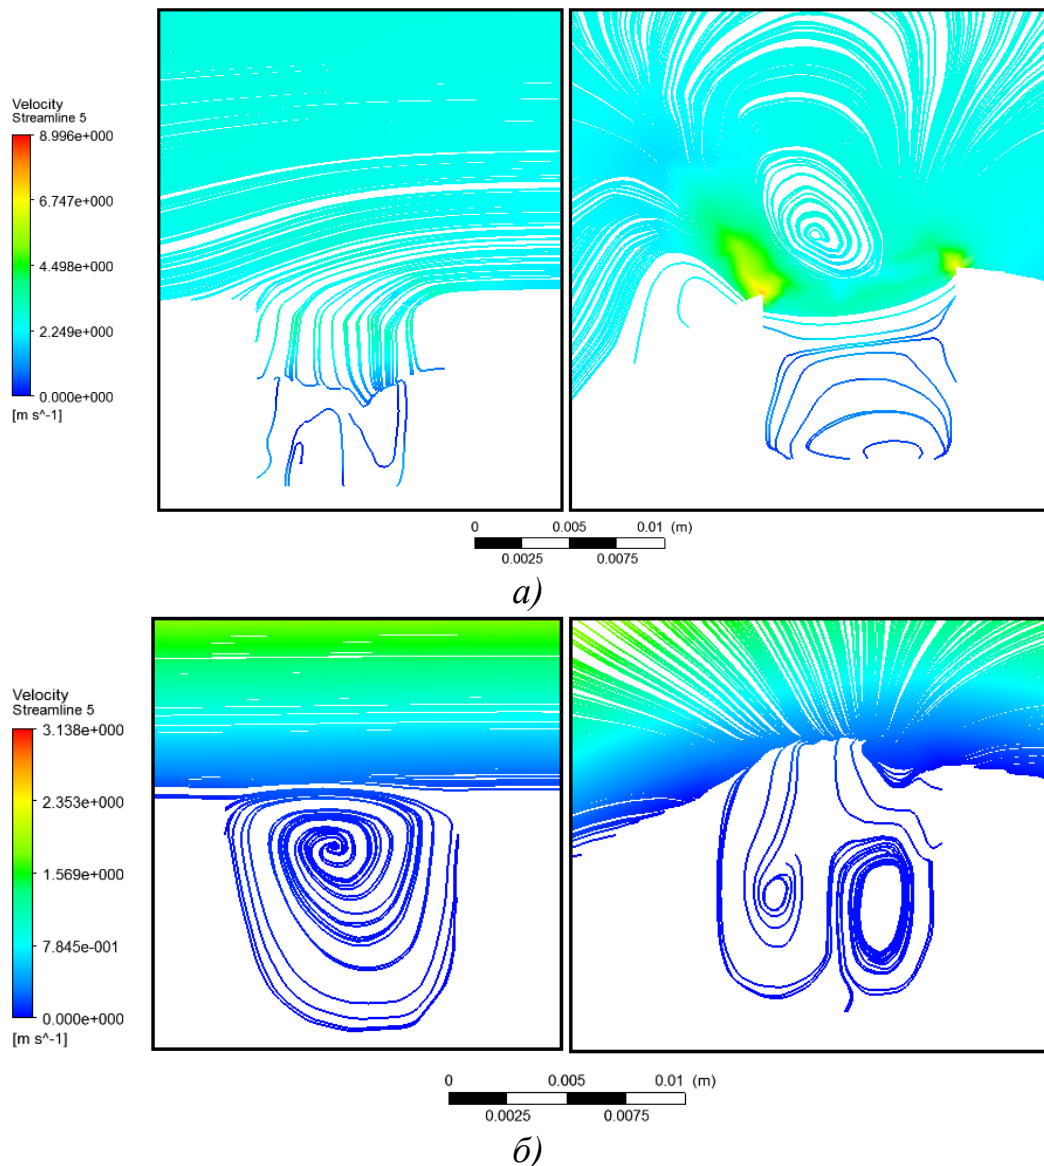 Velocity
Streamline 5
8.996e+000
6.747e+000
4.498e+000
2.249e+000
0.000e+000
[m s^-1]
0 0.005 0.01 (m)
0.0025 0.0075
а)
Velocity
Streamline 5
3.138e+000
2.353e+000
1.569e+000
7.845e-001
0.000e+000
[m s^-1]
0 0.005 0.01 (m)
0.0025 0.0075
б)